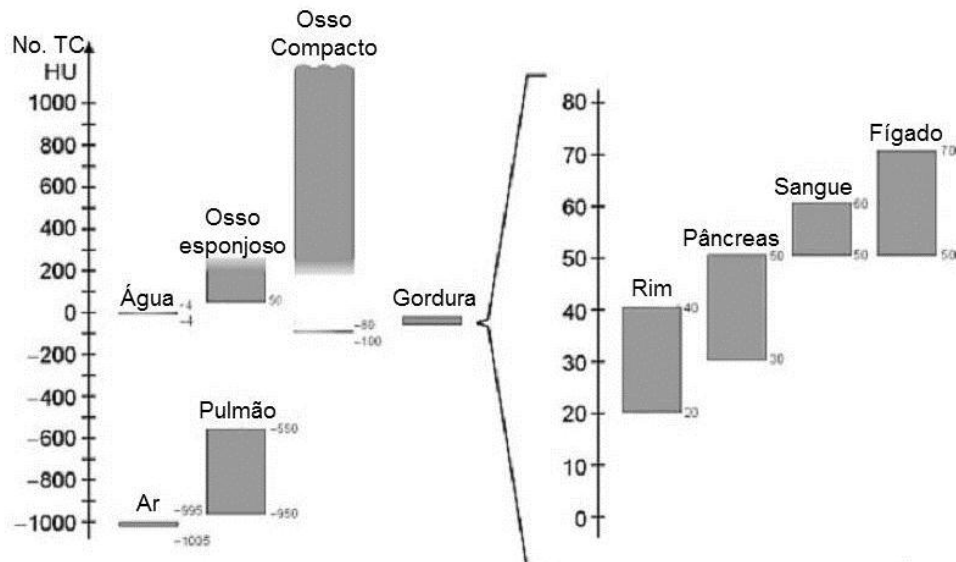 Osso
Compacto
No. TC
HU
1000
800
600
400
200
0
–200
–400
–600
–800
–1000
Água
+4
–4
Osso
esponjoso
50
–80
–100
Gordura
Pulmão
–550
–950
Ar
–995
–1005
80
70
60
50
40
30
20
10
0
Rim
40
20
Pâncreas
50
30
Sangue
60
50
Fígado
70
50